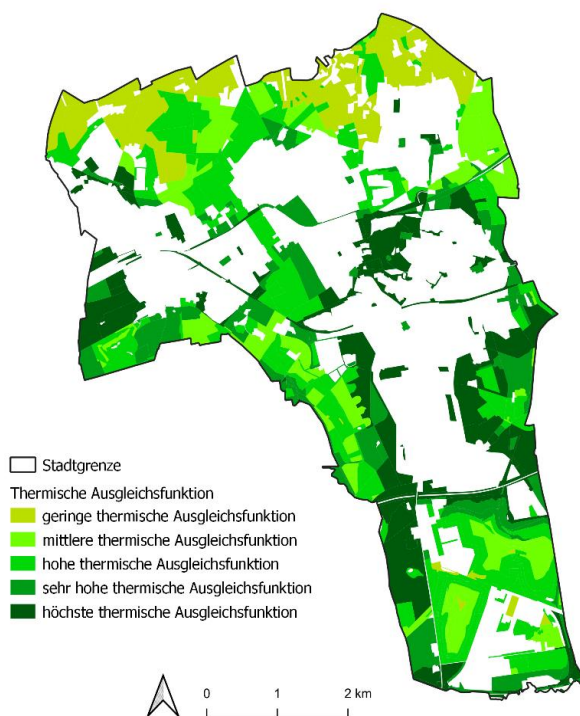 Stadtgrenze
Thermische Ausgleichsfunktion
geringe thermische Ausgleichsfunktion
mittlere thermische Ausgleichsfunktion
hohe thermische Ausgleichsfunktion
sehr hohe thermische Ausgleichsfunktion
höchste thermische Ausgleichsfunktion
0 1 2 km